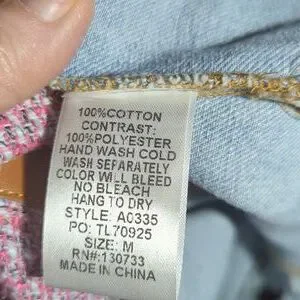 100%COTTON
CONTRAST:
100%POLYESTER
HAND WASH COLD
WASH SEPARATELY
COLOR WILL BLEED
NO BLEACH
HANG TO DRY
STYLE: A0335
PO: TL70925
SIZE: M
RN#:130733
MADE IN CHINA